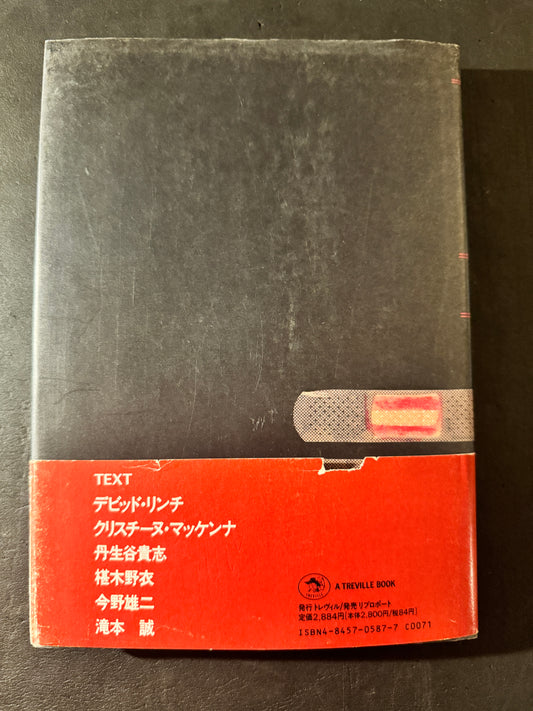 TEXT
デビッド・リンチ
クリスチーヌ・マッケンナ
丹生谷貴志
椹木野衣
今野雄二
滝本 誠
TREVILLE
A TREVILLE BOOK
発行 トレヴィル/発売 リブロポート
定価2,884円[本体2,800円/税84円]
ISBN4-8457-0587-7 C0071